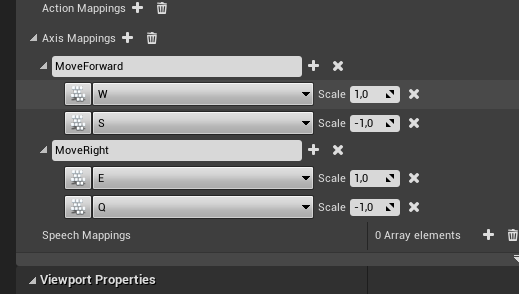 Action Mappings
Axis Mappings
MoveForward
W Scale 1,0
S Scale -1,0
MoveRight
E Scale 1,0
Q Scale -1,0
Speech Mappings 0 Array elements
Viewport Properties